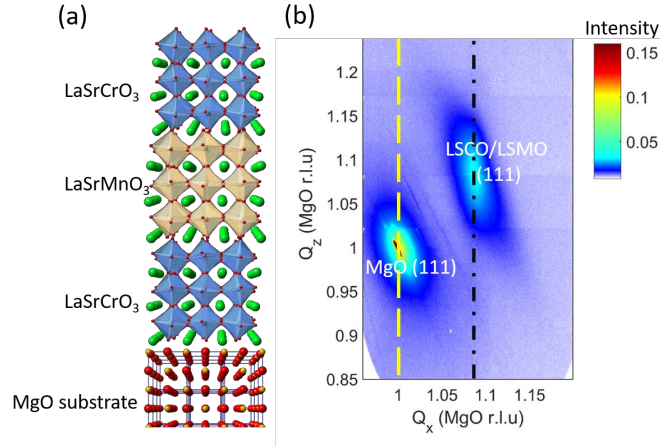 (a)
LaSrCrO3
LaSrMnO3
LaSrCrO3
MgO substrate
(b)
Intensity
0.15
0.1
0.05
Qz (MgO r.l.u)
1.2
1.15
1.1
1.05
1
0.95
0.9
0.85
LSCO/LSMO
(111)
MgO (111)
1
1.05
1.1
1.15
Qx (MgO r.l.u)